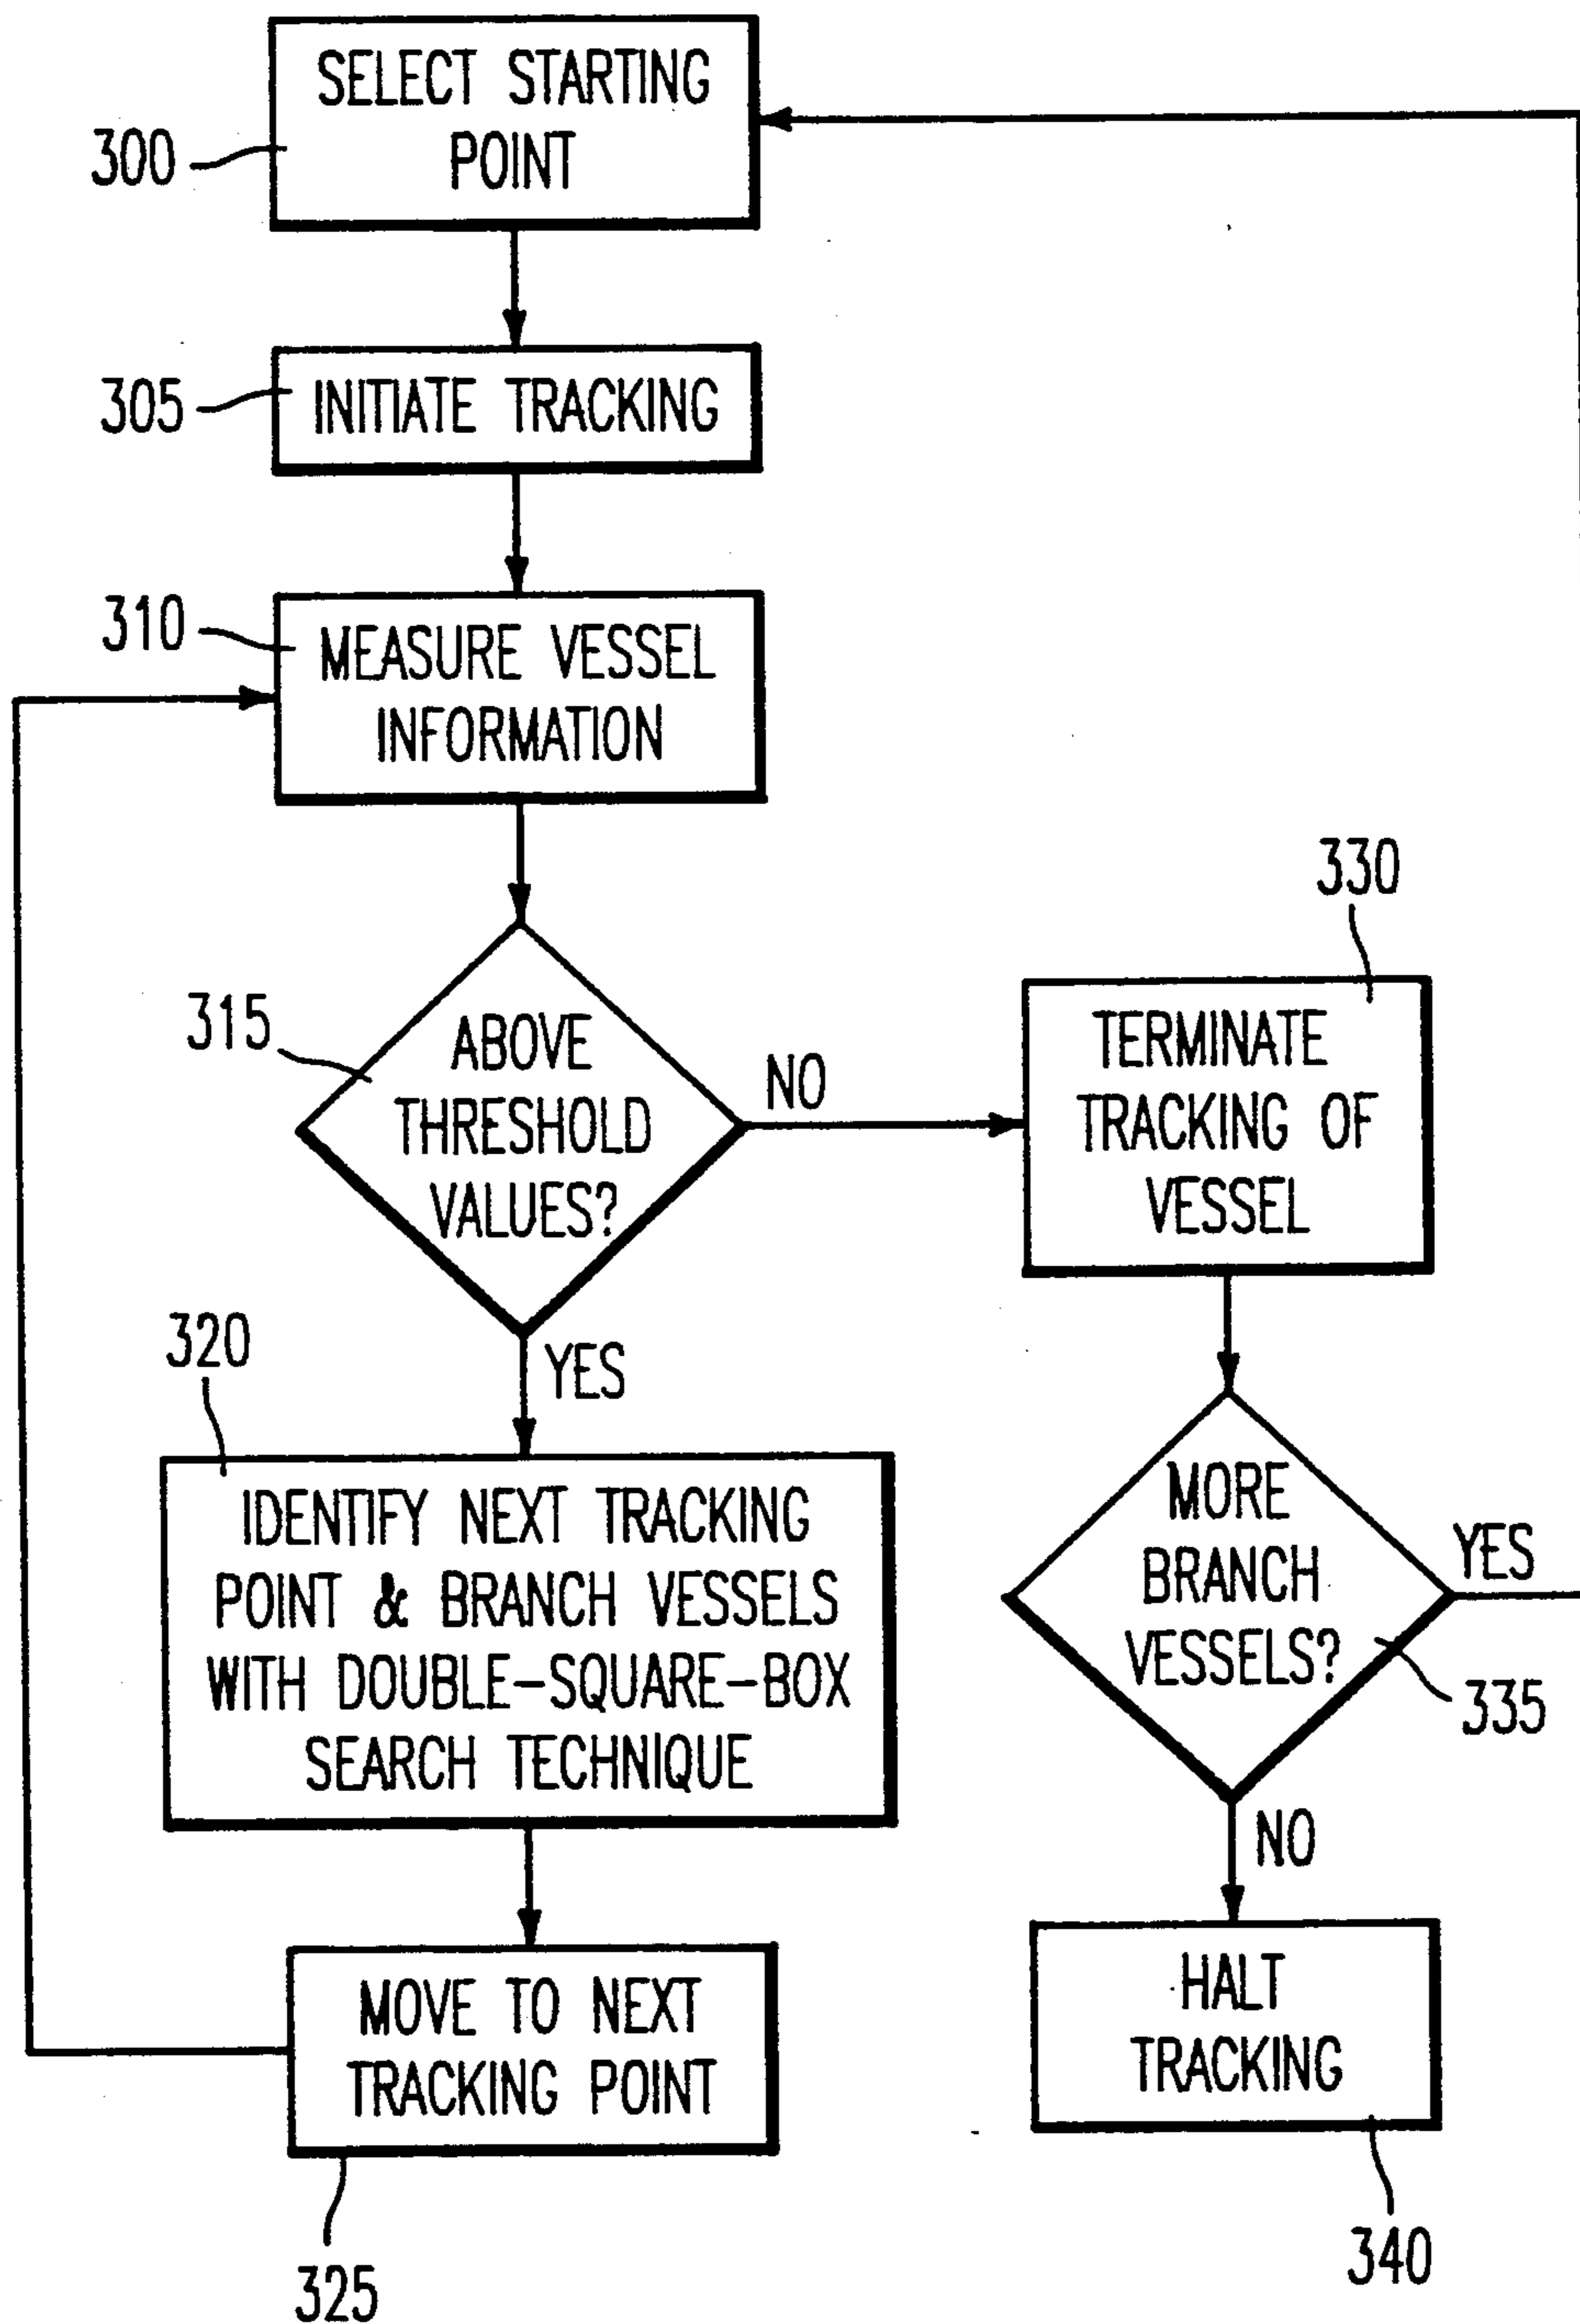 SELECT STARTING
POINT
300
305
INITIATE TRACKING
310
MEASURE VESSEL
INFORMATION
315
ABOVE
THRESHOLD
VALUES?
NO
330
TERMINATE
TRACKING OF
VESSEL
YES
320
IDENTIFY NEXT TRACKING
POINT & BRANCH VESSELS
WITH DOUBLE-SQUARE-BOX
SEARCH TECHNIQUE
MORE
BRANCH
VESSELS?
YES
335
NO
MOVE TO NEXT
TRACKING POINT
325
HALT
TRACKING
340